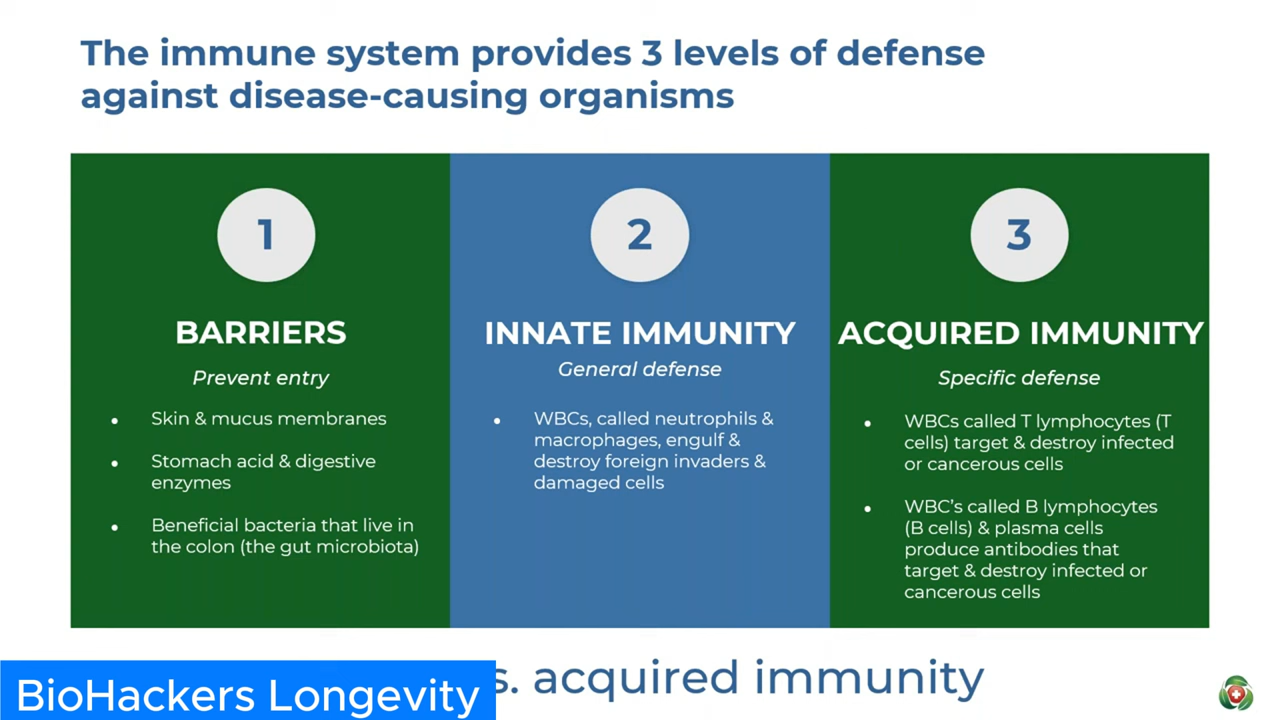 The immune system provides 3 levels of defense
against disease-causing organisms
1
BARRIERS
Prevent entry
• Skin & mucus membranes
• Stomach acid & digestive
enzymes
• Beneficial bacteria that live in
the colon (the gut microbiota)
2
INNATE IMMUNITY
General defense
• WBCs, called neutrophils &
macrophages, engulf &
destroy foreign invaders &
damaged cells
3
ACQUIRED IMMUNITY
Specific defense
• WBCs called T lymphocytes (T
cells) target & destroy infected
or cancerous cells
• WBC’s called B lymphocytes
(B cells) & plasma cells
produce antibodies that
target & destroy infected or
cancerous cells
s. acquired immunity
BioHackers Longevity